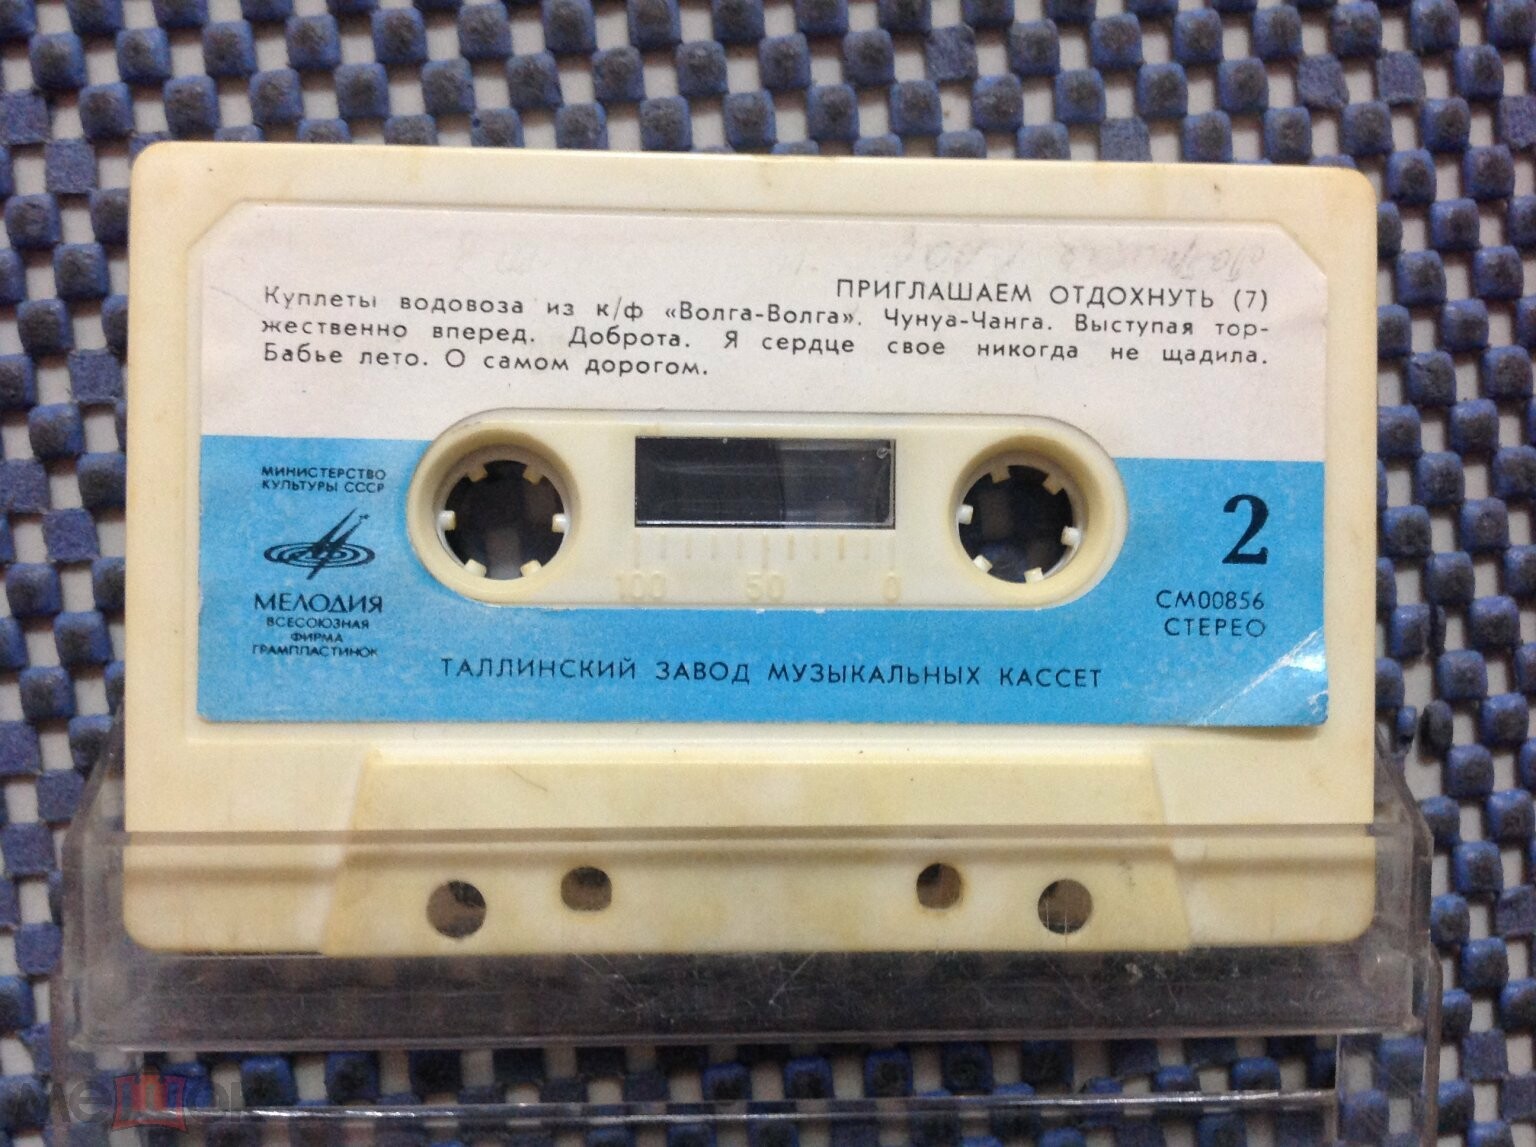 ПРИГЛАШАЕМ ОТДОХНУТЬ (7)
Куплеты водовоза из к/ф «Волга-Волга». Чунуа-Чанга. Выступая тор-
жественно вперед. Доброта. Я сердце свое никогда не щадила.
Бабье лето. О самом дорогом.
МИНИСТЕРСТВО
КУЛЬТУРЫ СССР
МЕЛОДИЯ
ВСЕСОЮЗНАЯ
ФИРМА
ГРАМПЛАСТИНОК
100 50 0
2
СМ00856
СТЕРЕО
ТАЛЛИНСКИЙ ЗАВОД МУЗЫКАЛЬНЫХ КАССЕТ
мешок